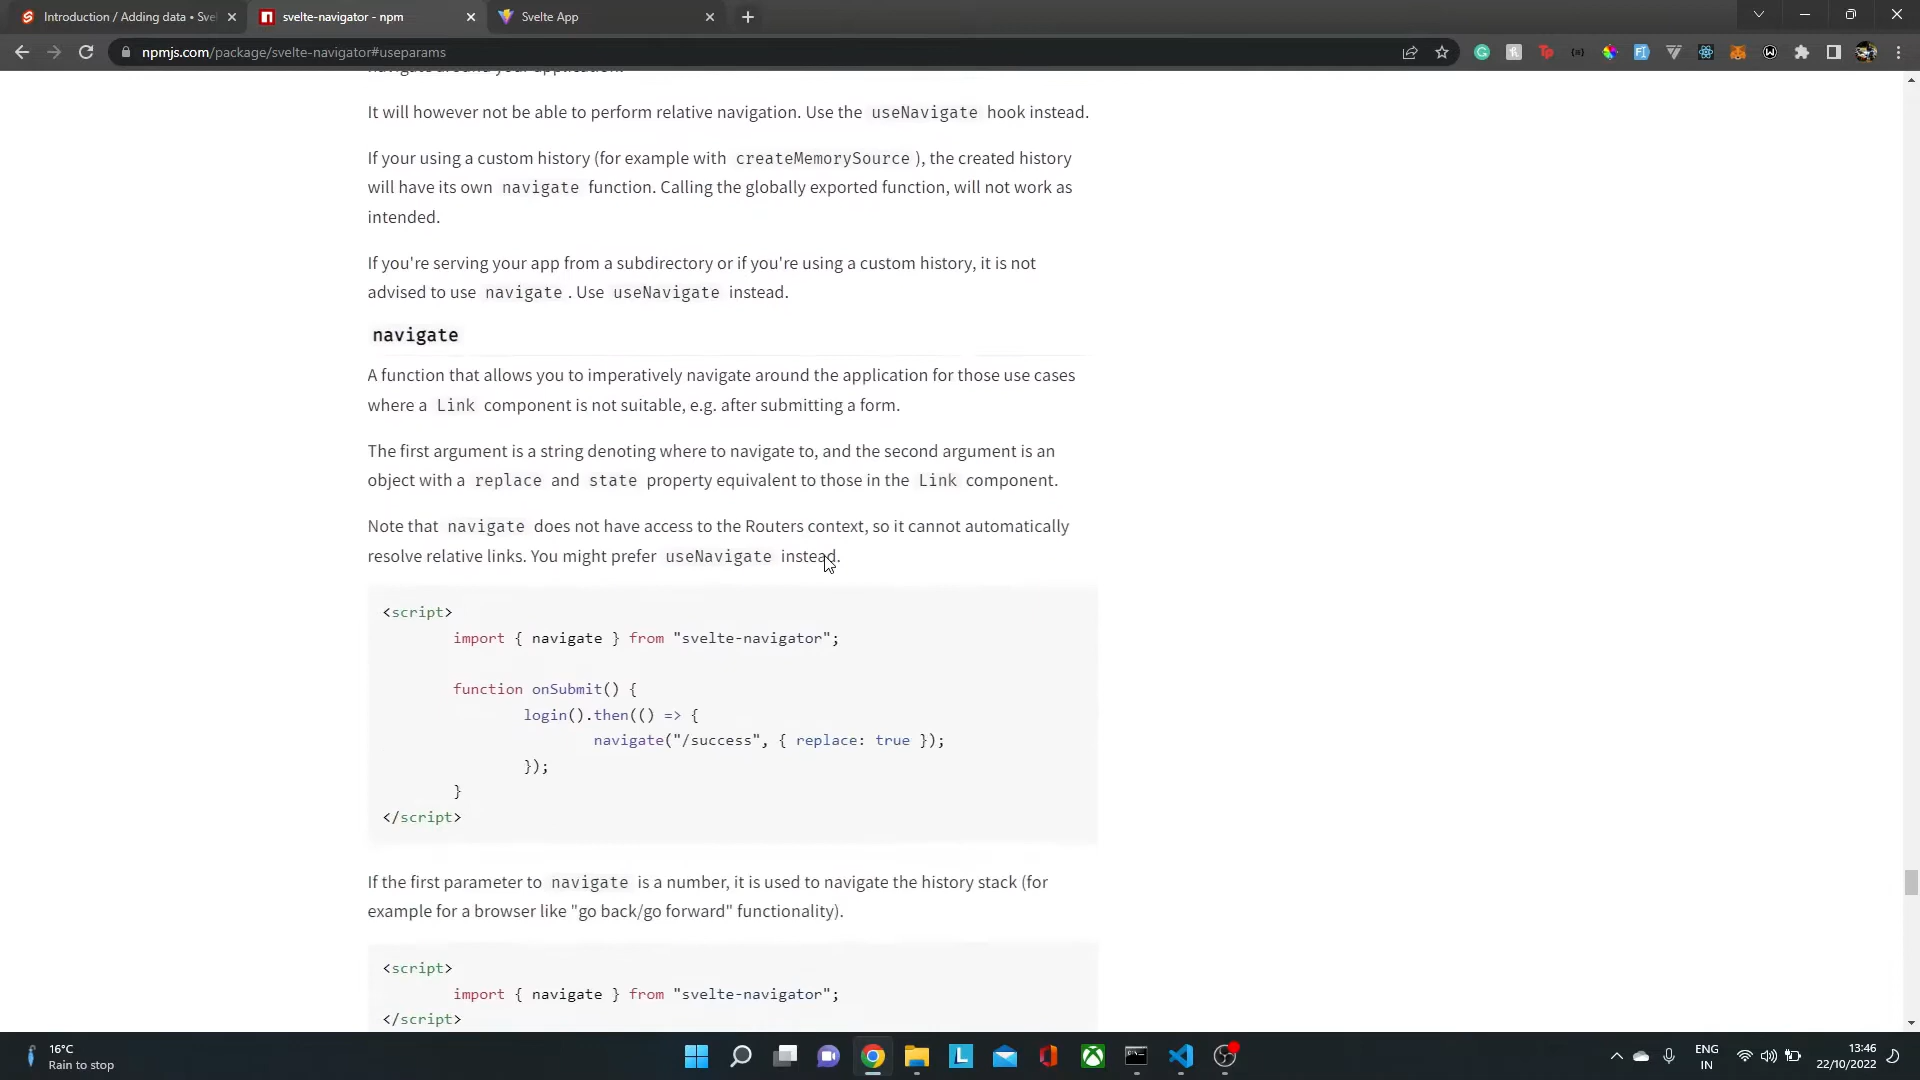 Introduction / Adding data • Sve
svelte-navigator - npm
Svelte App
npmjs.com/package/svelte-navigator#useparams
It will however not be able to perform relative navigation. Use the useNavigate hook instead.
If your using a custom history (for example with createMemorySource ), the created history
will have its own navigate function. Calling the globally exported function, will not work as
intended.
If you're serving your app from a subdirectory or if you're using a custom history, it is not
advised to use navigate . Use useNavigate instead.
navigate
A function that allows you to imperatively navigate around the application for those use cases
where a Link component is not suitable, e.g. after submitting a form.
The first argument is a string denoting where to navigate to, and the second argument is an
object with a replace and state property equivalent to those in the Link component.
Note that navigate does not have access to the Routers context, so it cannot automatically
resolve relative links. You might prefer useNavigate instead.
<script>
import { navigate } from "svelte-navigator";
function onSubmit() {
login().then(() => {
navigate("/success", { replace: true });
});
}
</script>
If the first parameter to navigate is a number, it is used to navigate the history stack (for
example for a browser like "go back/go forward" functionality).
<script>
import { navigate } from "svelte-navigator";
</script>
16°C
Rain to stop
ENG
IN
13:46
22/10/2022